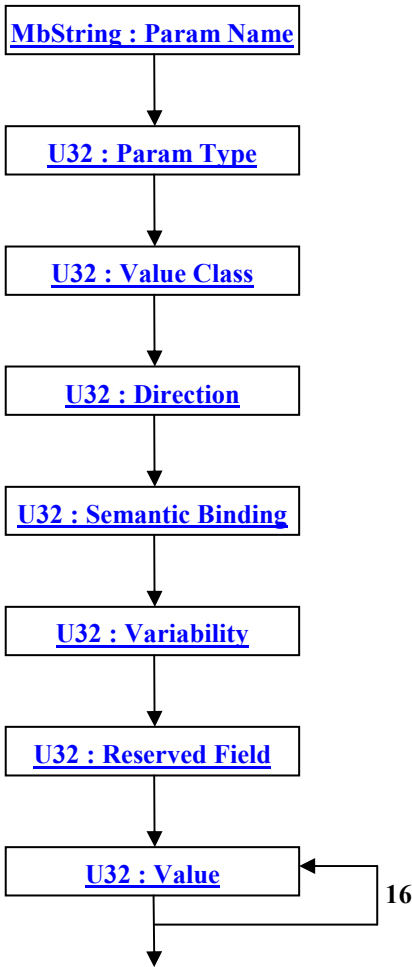 MbString : Param Name
U32 : Param Type
U32 : Value Class
U32 : Direction
U32 : Semantic Binding
U32 : Variability
U32 : Reserved Field
U32 : Value
16